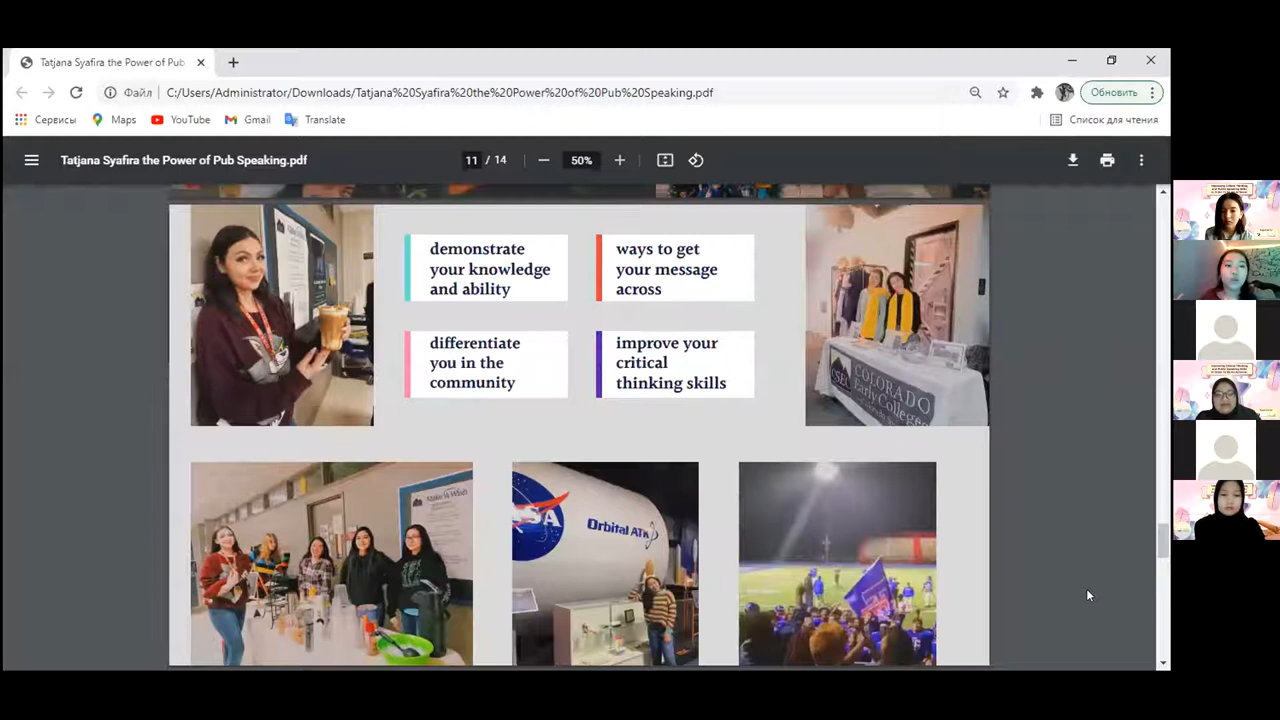 Tatjana Syafira the Power of Pub
Файл
C:/Users/Administrator/Downloads/Tatjana%20Syafira%20the%20Power%20of%20Pub%20Speaking.pdf
Обновить
Сервисы
Maps
YouTube
Gmail
Translate
Список для чтения
Tatjana Syafira the Power of Pub Speaking.pdf
11 / 14
50%
demonstrate
your knowledge
and ability
ways to get
your message
across
differentiate
you in the
community
improve your
critical
thinking skills
CSEC
COLORADO
Early Colleges
Make a Wish
Orbital ATK